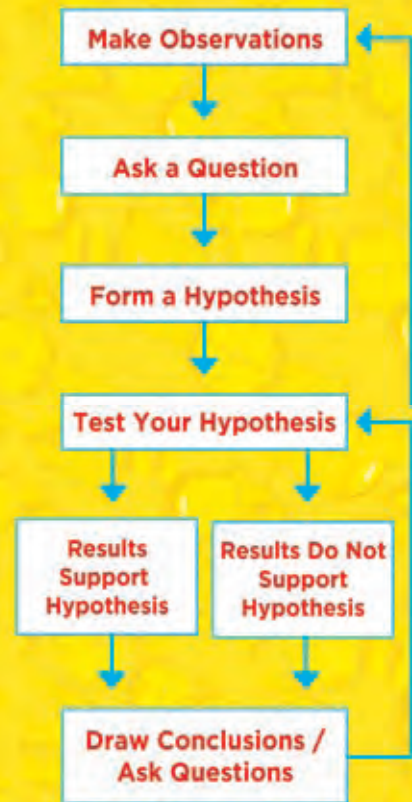 Make Observations
Ask a Question
Form a Hypothesis
Test Your Hypothesis
Results
Support
Hypothesis
Results Do Not
Support
Hypothesis
Draw Conclusions /
Ask Questions